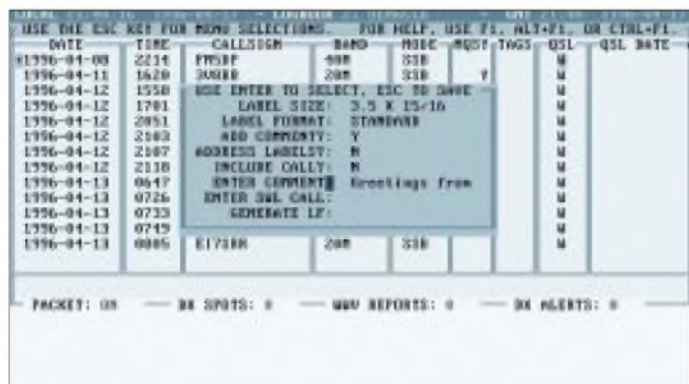 USE THE ESC KEY FOR MENU SELECTIONS. FOR HELP, USE F1, ALT+F1, OR CTRL+F1.
DATE TIME CALLSIGN BAND MODE MQSY TAGS QSL QSL DATE
1996-04-08 2214 40M SSB W
1996-04-11 1620 3V8BB 20M SSB Y W
1996-04-12 1550 USE ENTER TO SELECT, ESC TO SAVE W
1996-04-12 1701 LABEL SIZE: 3.5 X 15/16 W
1996-04-12 2051 LABEL FORMAT: STANDARD W
1996-04-12 2103 ADD COMMENT?: Y W
1996-04-12 2107 ADDRESS LABELS?: N W
1996-04-12 2118 INCLUDE CALL?: N W
1996-04-13 0647 ENTER COMMENT Greetings from W
1996-04-13 0726 ENTER SWL CALL: W
1996-04-13 0733 GENERATE LF: W
1996-04-13 0749 W
1996-04-13 0805 20M SSB W
PACKET: ON DX SPOTS: 0 WWV REPORTS: 0 DX ALERTS: 0